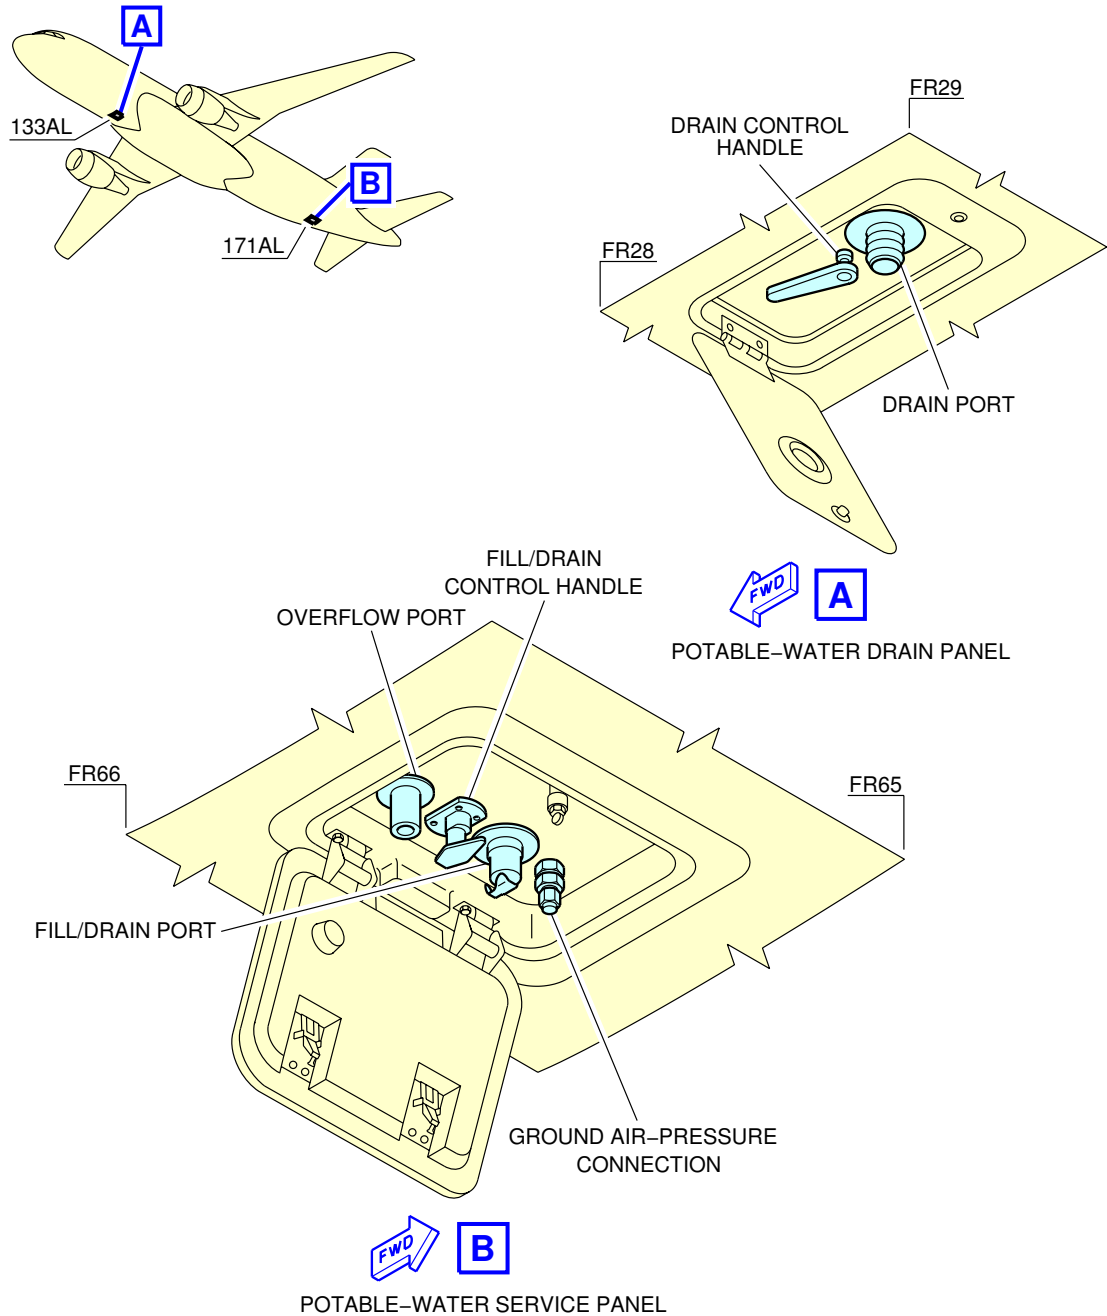 A
133AL
B
171AL
FR29
DRAIN CONTROL
HANDLE
FR28
DRAIN PORT
FWD
A
POTABLE–WATER DRAIN PANEL
FILL/DRAIN
CONTROL HANDLE
OVERFLOW PORT
FR66
FR65
FILL/DRAIN PORT
GROUND AIR–PRESSURE
CONNECTION
FWD
B
POTABLE–WATER SERVICE PANEL